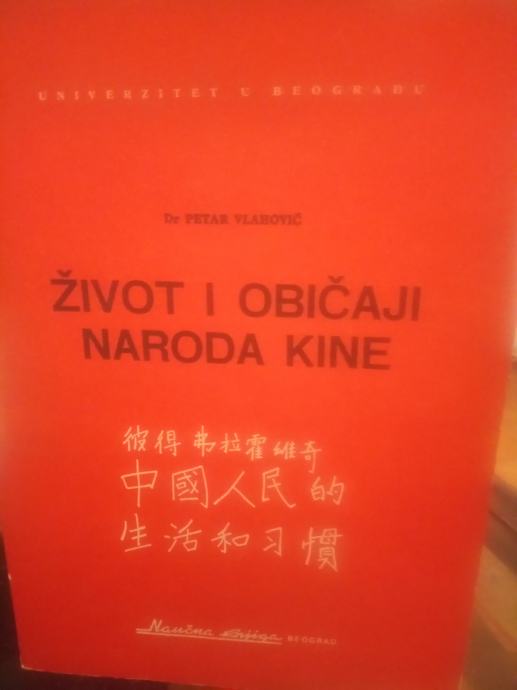 UNIVERZITET U BEOGRADU
Dr PETAR VLAHOVIĆ
ŽIVOT I OBIČAJI
NARODA KINE
彼得 弗拉霍維奇
中國人民的
生活和习慣
Naučna knjiga BEOGRAD